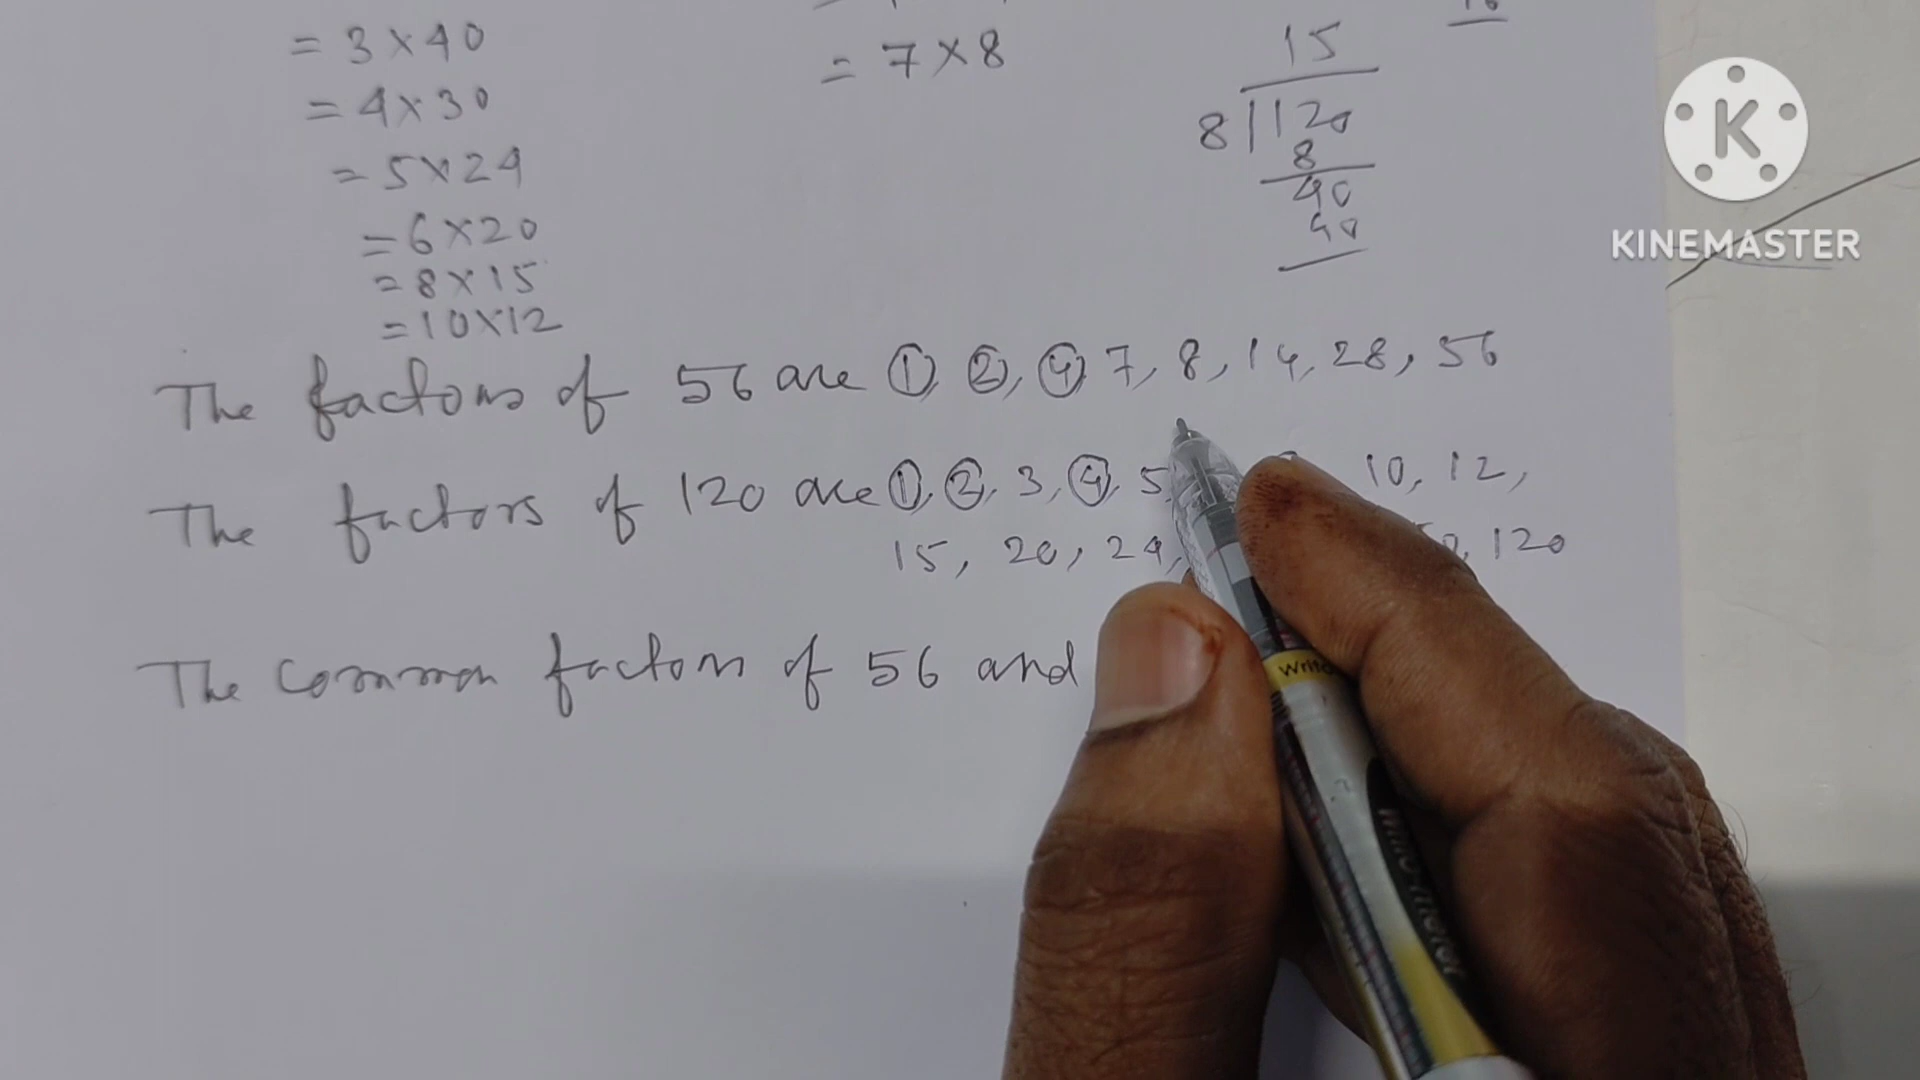 = 3 × 40
= 7 × 8
= 4 × 30
= 5 × 24
= 6 × 20
= 8 × 15
= 10 × 12
15
8 | 120
8
40
40
K
KINEMASTER
The factors of 56 are 1, 2, 4, 7, 8, 14, 28, 56
The factors of 120 are 1, 2, 3, 4, 5, 10, 12,
15, 20, 24, 120
The common factors of 56 and
Write